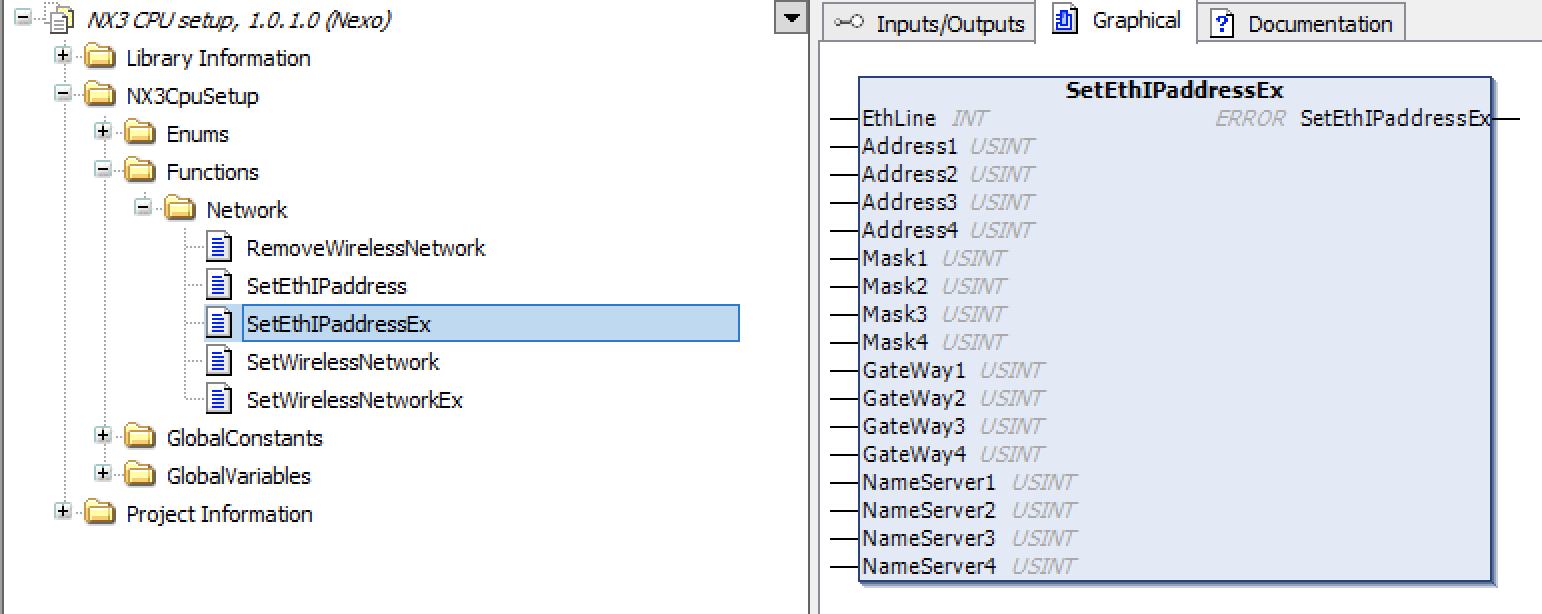 NX3 CPU setup, 1.0.1.0 (Nexo)
Library Information
NX3CpuSetup
Enums
Functions
Network
RemoveWirelessNetwork
SetEthIPaddress
SetEthIPaddressEx
SetWirelessNetwork
SetWirelessNetworkEx
GlobalConstants
GlobalVariables
Project Information
Inputs/Outputs Graphical Documentation
SetEthIPaddressEx
EthLine INT ERROR SetEthIPaddressEx
Address1 USINT
Address2 USINT
Address3 USINT
Address4 USINT
Mask1 USINT
Mask2 USINT
Mask3 USINT
Mask4 USINT
GateWay1 USINT
GateWay2 USINT
GateWay3 USINT
GateWay4 USINT
NameServer1 USINT
NameServer2 USINT
NameServer3 USINT
NameServer4 USINT